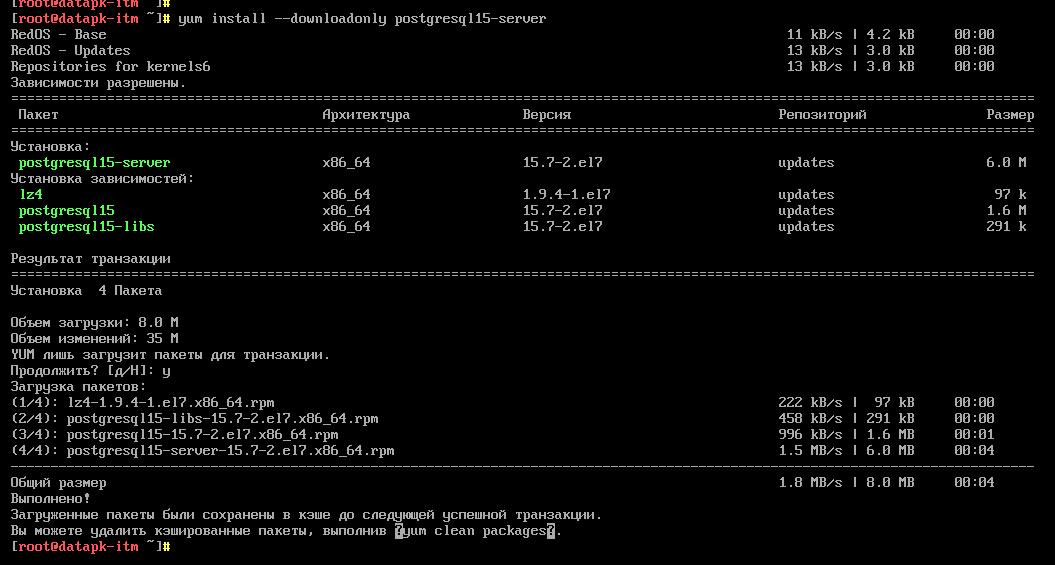 [root@datapk-itm ~]#
[root@datapk-itm ~]# yum install --downloadonly postgresql15-server
RedOS - Base 11 kB/s | 4.2 kB 00:00
RedOS - Updates 13 kB/s | 3.0 kB 00:00
Repositories for kernels6 13 kB/s | 3.0 kB 00:00
Зависимости разрешены.
Пакет Архитектура Версия Репозиторий Размер
Установка:
postgresql15-server x86_64 15.7-2.el7 updates 6.0 M
Установка зависимостей:
lz4 x86_64 1.9.4-1.el7 updates 97 k
postgresql15 x86_64 15.7-2.el7 updates 1.6 M
postgresql15-libs x86_64 15.7-2.el7 updates 291 k
Результат транзакции
Установка 4 Пакета
Объем загрузки: 8.0 M
Объем изменений: 35 M
YUM лишь загрузит пакеты для транзакции.
Продолжить? [д/Н]: y
Загрузка пакетов:
(1/4): lz4-1.9.4-1.el7.x86_64.rpm 222 kB/s | 97 kB 00:00
(2/4): postgresql15-libs-15.7-2.el7.x86_64.rpm 458 kB/s | 291 kB 00:00
(3/4): postgresql15-15.7-2.el7.x86_64.rpm 996 kB/s | 1.6 MB 00:01
(4/4): postgresql15-server-15.7-2.el7.x86_64.rpm 1.5 MB/s | 6.0 MB 00:04
Общий размер 1.8 MB/s | 8.0 MB 00:04
Выполнено!
Загруженные пакеты были сохранены в кэше до следующей успешной транзакции.
Вы можете удалить кэшированные пакеты, выполнив ?yum clean packages?.
[root@datapk-itm ~]#